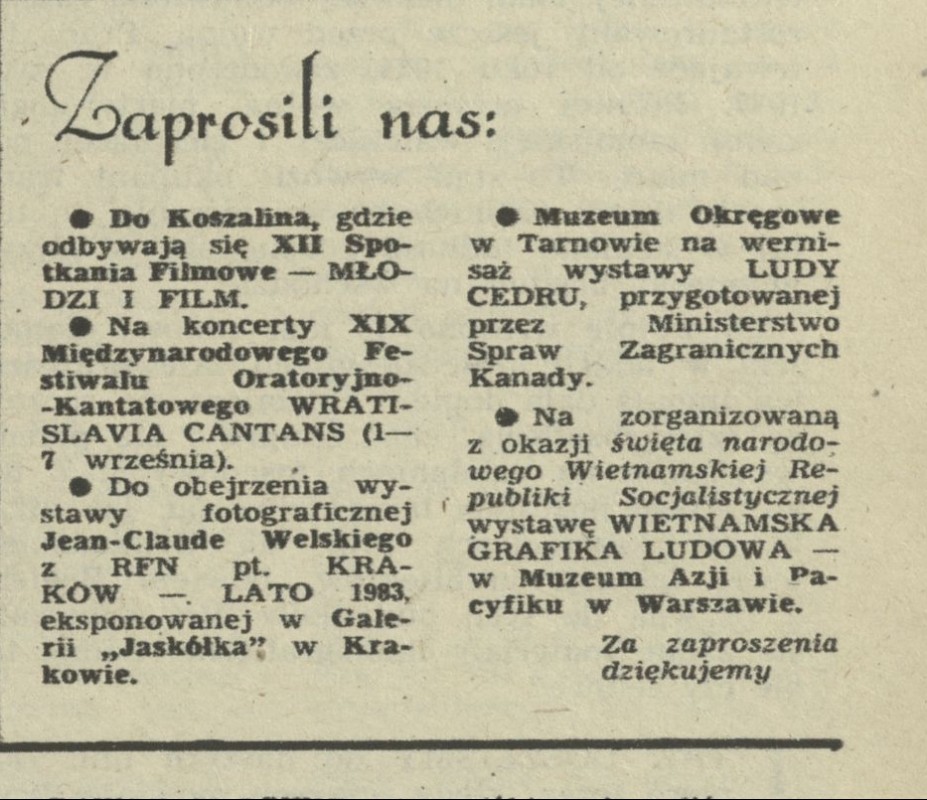 Zaprosili nas:
● Do Koszalina, gdzie
odbywają się XII Spo-
tkania Filmowe — MŁO-
DZI I FILM.
● Na koncerty XIX
Międzynarodowego Fe-
stiwalu Oratoryjno-
-Kantatowego WRATI-
SLAVIA CANTANS (1—
7 września).
● Do obejrzenia wy-
stawy fotograficznej
Jean-Claude Welskiego
z RFN pt. KRA-
KÓW — LATO 1983,
eksponowanej w Gale-
rii „Jaskółka” w Kra-
kowie.
● Muzeum Okręgowe
w Tarnowie na werni-
saż wystawy LUDY
CEDRU, przygotowanej
przez Ministerstwo
Spraw Zagranicznych
Kanady.
● Na zorganizowaną
z okazji święta narodo-
wego Wietnamskiej Re-
publiki Socjalistycznej
wystawę WIETNAMSKA
GRAFIKA LUDOWA —
w Muzeum Azji i Pa-
cyfiku w Warszawie.
Za zaproszenia
dziękujemy